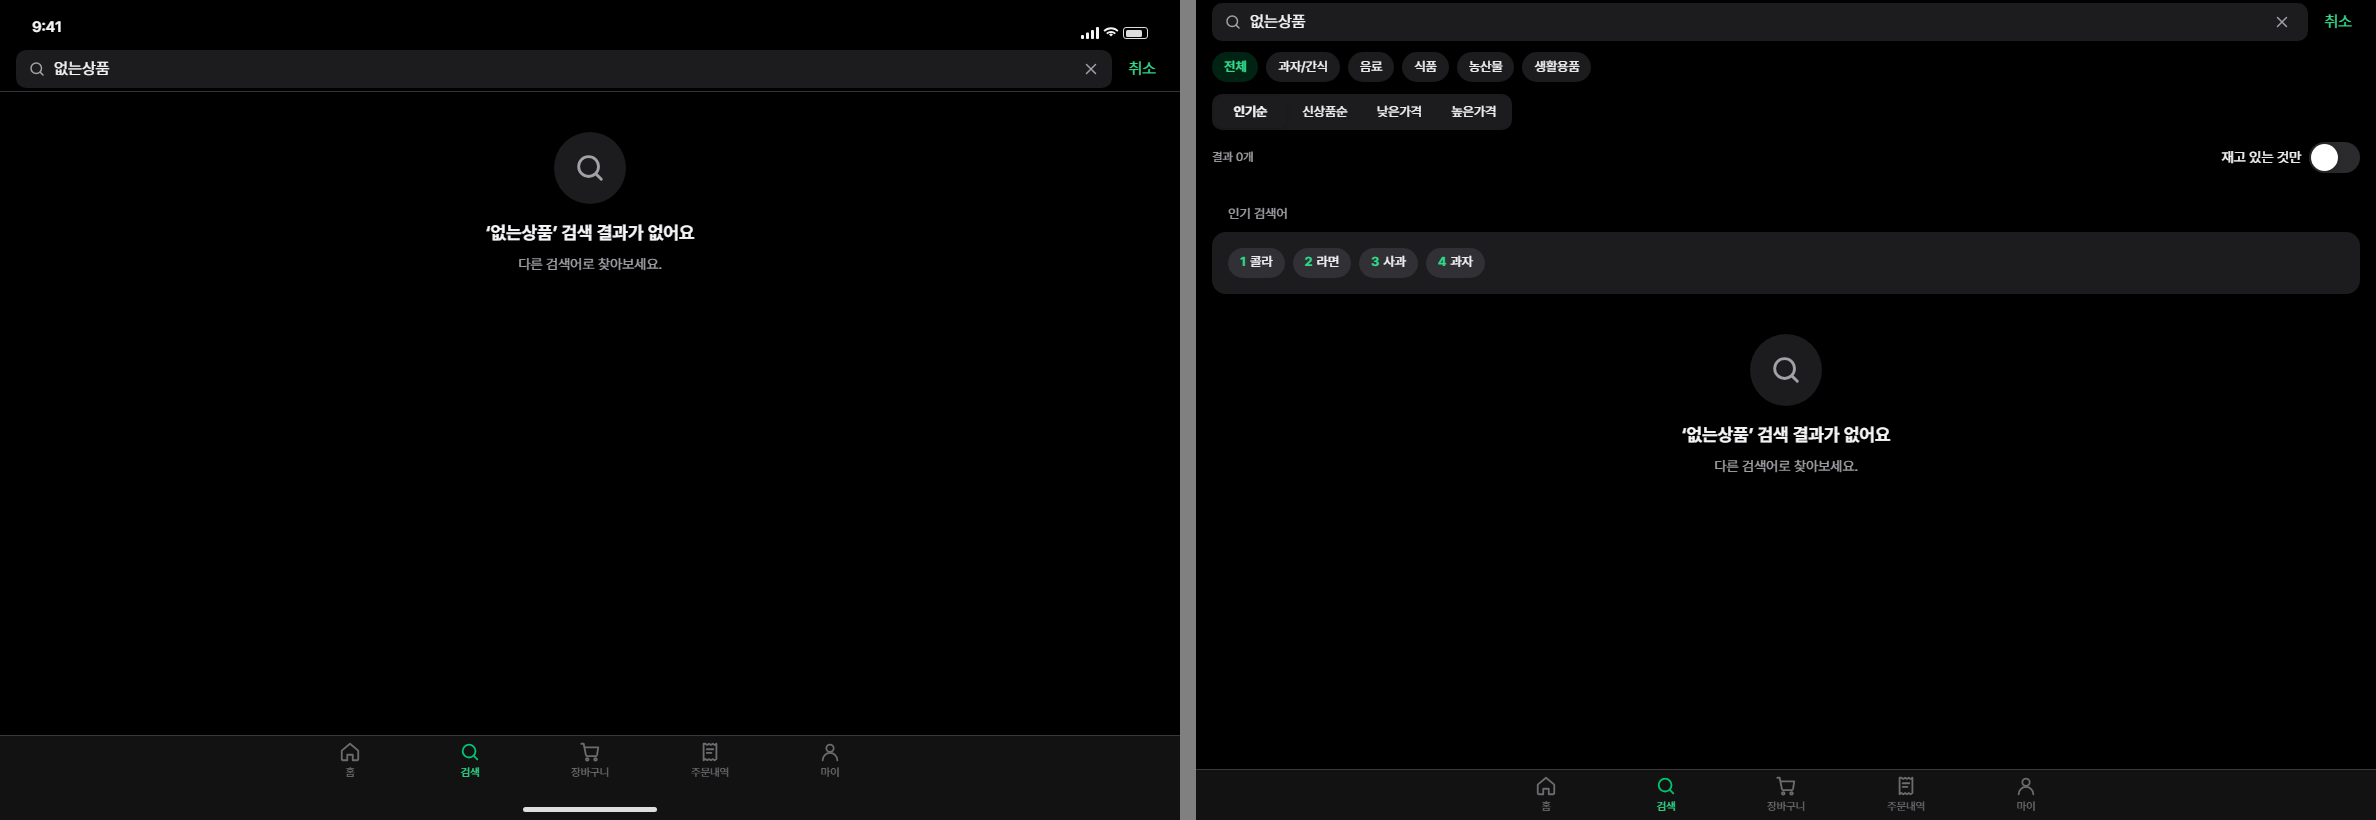 9:41
없는상품
취소
‘없는상품’ 검색 결과가 없어요
다른 검색어로 찾아보세요.
홈
검색
장바구니
주문내역
마이
없는상품
취소
전체
과자/간식
음료
식품
농산물
생활용품
인기순
신상품순
낮은가격
높은가격
결과 0개
재고 있는 것만
인기 검색어
1 콜라
2 라면
3 사과
4 과자
‘없는상품’ 검색 결과가 없어요
다른 검색어로 찾아보세요.
홈
검색
장바구니
주문내역
마이